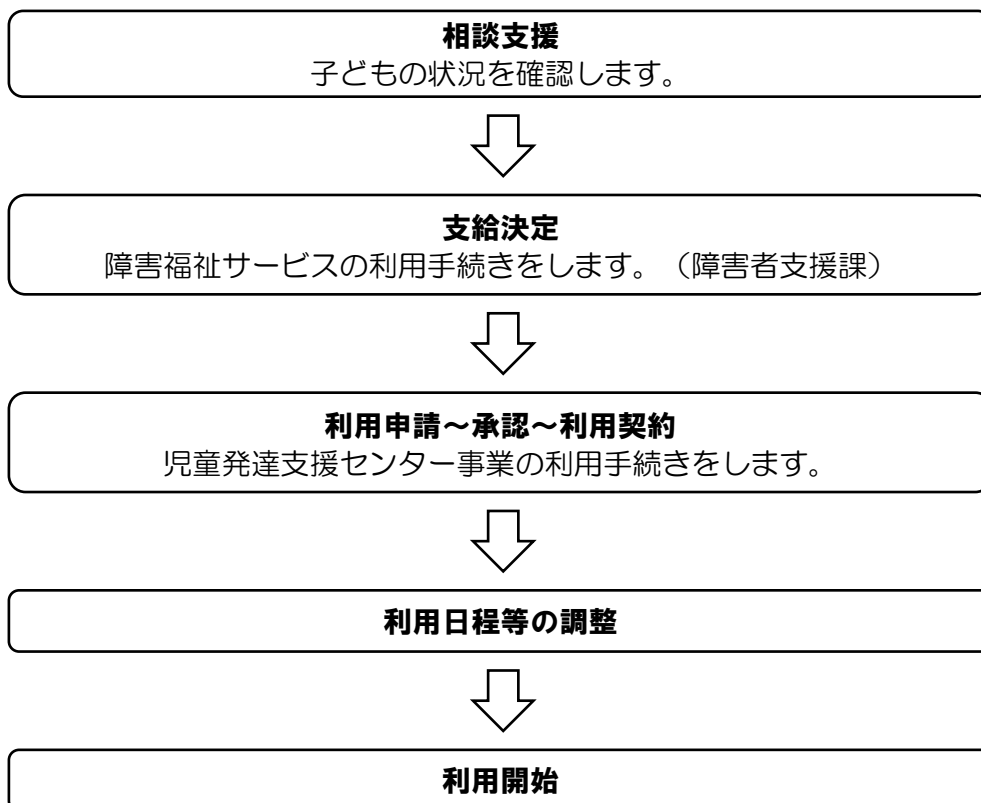 相談支援
子どもの状況を確認します。
支給決定
障害福祉サービスの利用手続きをします。（障害者支援課）
利用申請～承認～利用契約
児童発達支援センター事業の利用手続きをします。
利用日程等の調整
利用開始